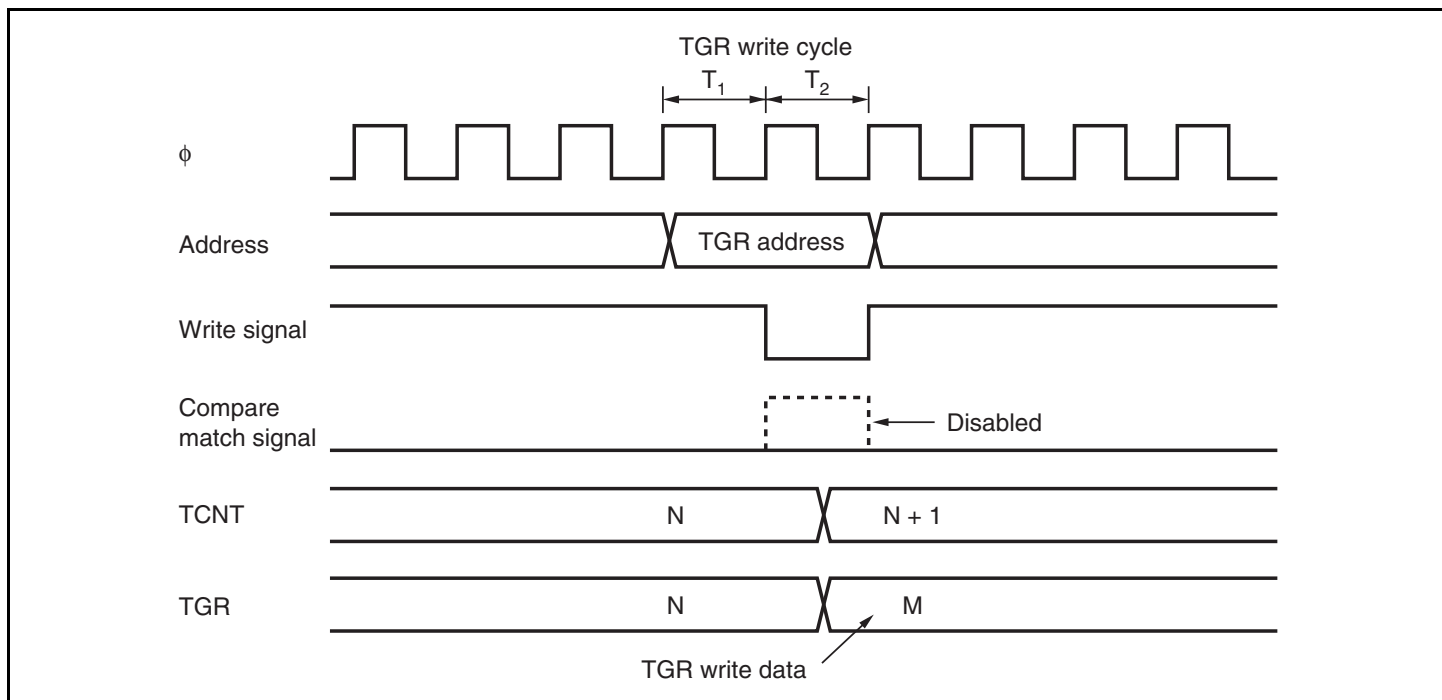 TGR write cycle
T₁ T₂
ϕ
Address
TGR address
Write signal
Compare
match signal
Disabled
TCNT
N
N + 1
TGR
N
M
TGR write data